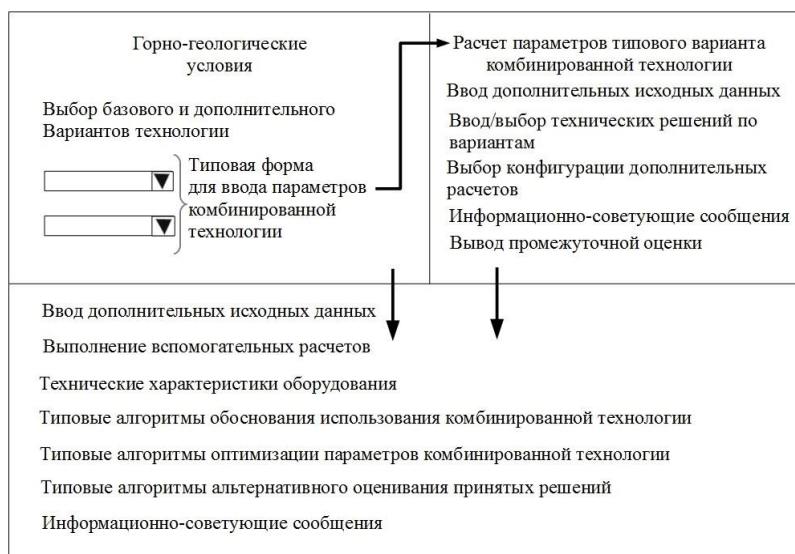 Горно-геологические
условия
Выбор базового и дополнительного
Вариантов технологии
Типовая форма
для ввода параметров
комбинированной
технологии
Расчет параметров типового варианта
комбинированной технологии
Ввод дополнительных исходных данных
Ввод/выбор технических решений по
вариантам
Выбор конфигурации дополнительных
расчетов
Информационно-советующие сообщения
Вывод промежуточной оценки
Ввод дополнительных исходных данных
Выполнение вспомогательных расчетов
Технические характеристики оборудования
Типовые алгоритмы обоснования использования комбинированной технологии
Типовые алгоритмы оптимизации параметров комбинированной технологии
Типовые алгоритмы альтернативного оценивания принятых решений
Информационно-советующие сообщения